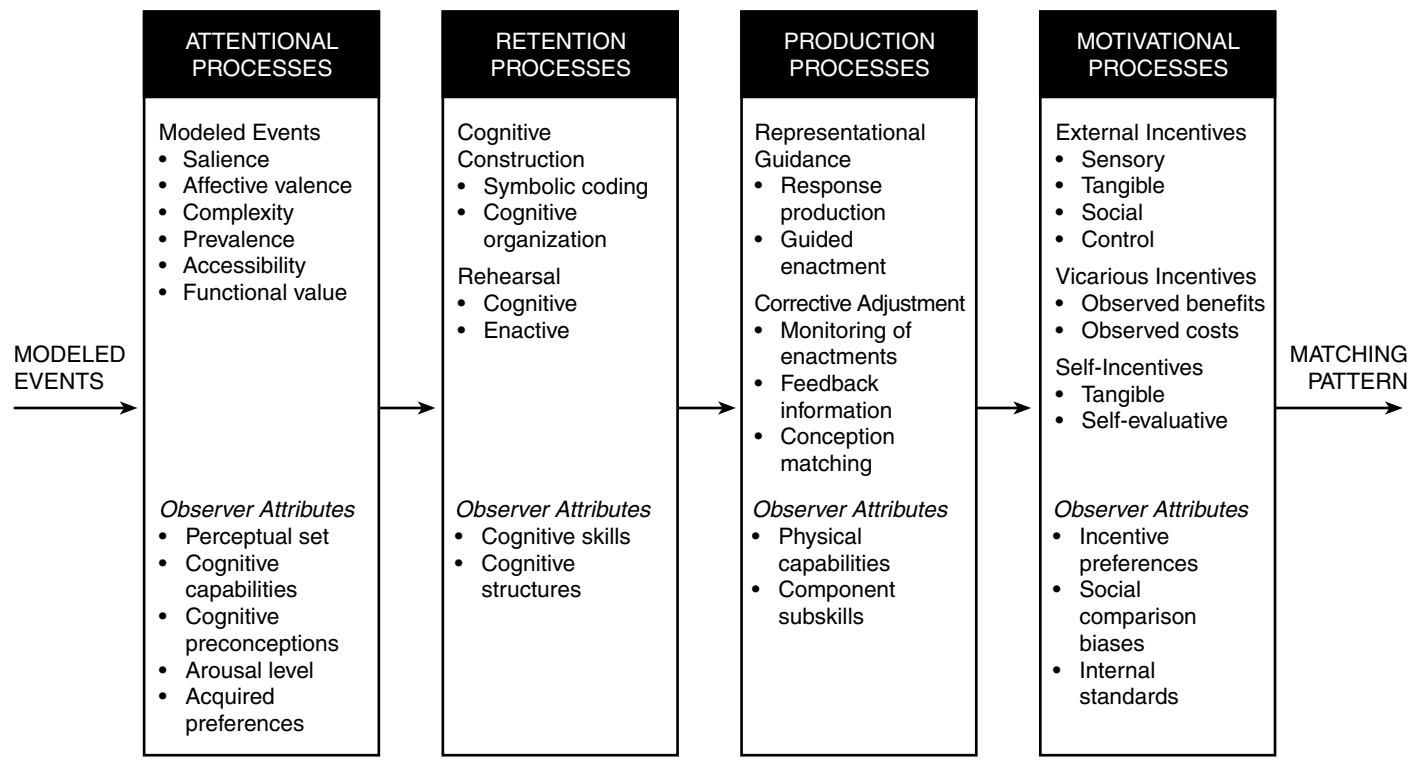 MODELED
EVENTS
ATTENTIONAL
PROCESSES
Modeled Events
• Salience
• Affective valence
• Complexity
• Prevalence
• Accessibility
• Functional value
Observer Attributes
• Perceptual set
• Cognitive
capabilities
• Cognitive
preconceptions
• Arousal level
• Acquired
preferences
RETENTION
PROCESSES
Cognitive
Construction
• Symbolic coding
• Cognitive
organization
Rehearsal
• Cognitive
• Enactive
Observer Attributes
• Cognitive skills
• Cognitive
structures
PRODUCTION
PROCESSES
Representational
Guidance
• Response
production
• Guided
enactment
Corrective Adjustment
• Monitoring of
enactments
• Feedback
information
• Conception
matching
Observer Attributes
• Physical
capabilities
• Component
subskills
MOTIVATIONAL
PROCESSES
External Incentives
• Sensory
• Tangible
• Social
• Control
Vicarious Incentives
• Observed benefits
• Observed costs
Self-Incentives
• Tangible
• Self-evaluative
Observer Attributes
• Incentive
preferences
• Social
comparison
biases
• Internal
standards
MATCHING
PATTERN